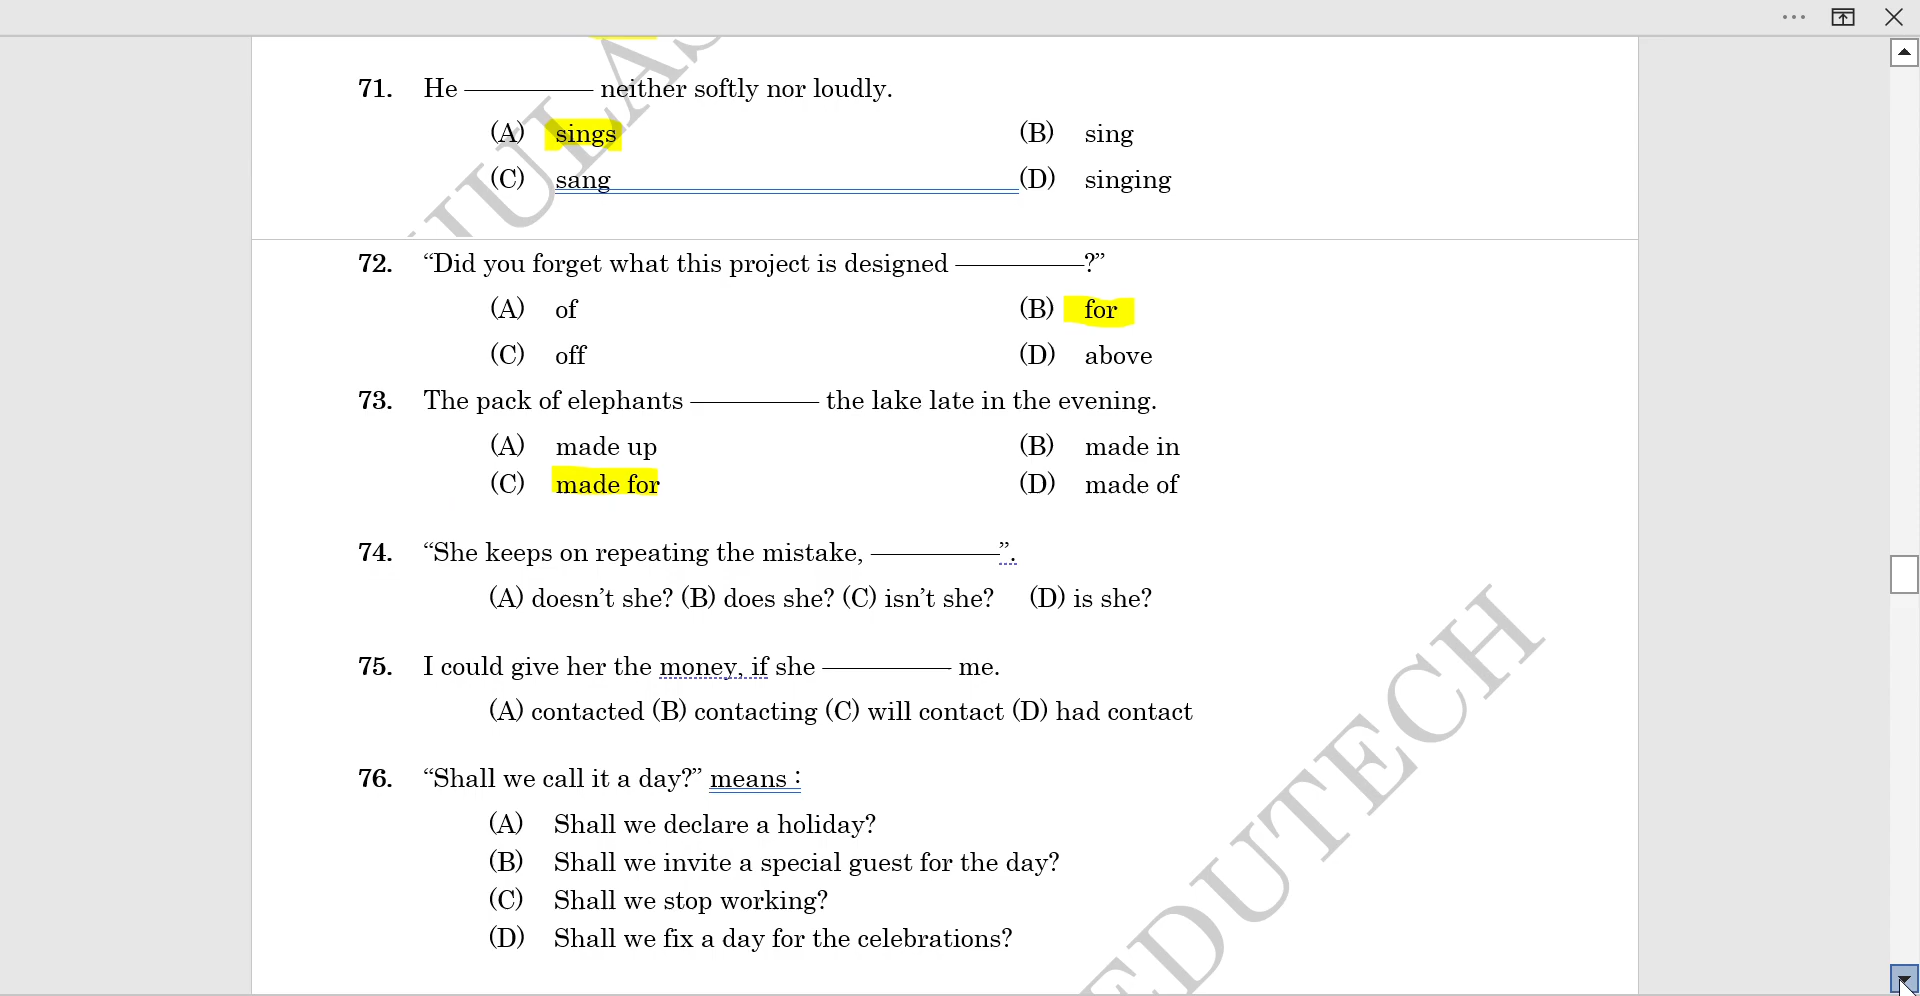 71. He ———— neither softly nor loudly.
(A) sings (B) sing
(C) sang (D) singing
72. “Did you forget what this project is designed ————?”
(A) of (B) for
(C) off (D) above
73. The pack of elephants ———— the lake late in the evening.
(A) made up (B) made in
(C) made for (D) made of
74. “She keeps on repeating the mistake, ————”.
(A) doesn’t she? (B) does she? (C) isn’t she? (D) is she?
75. I could give her the money, if she ———— me.
(A) contacted (B) contacting (C) will contact (D) had contact
76. “Shall we call it a day?” means :
(A) Shall we declare a holiday?
(B) Shall we invite a special guest for the day?
(C) Shall we stop working?
(D) Shall we fix a day for the celebrations?
EDUTECH